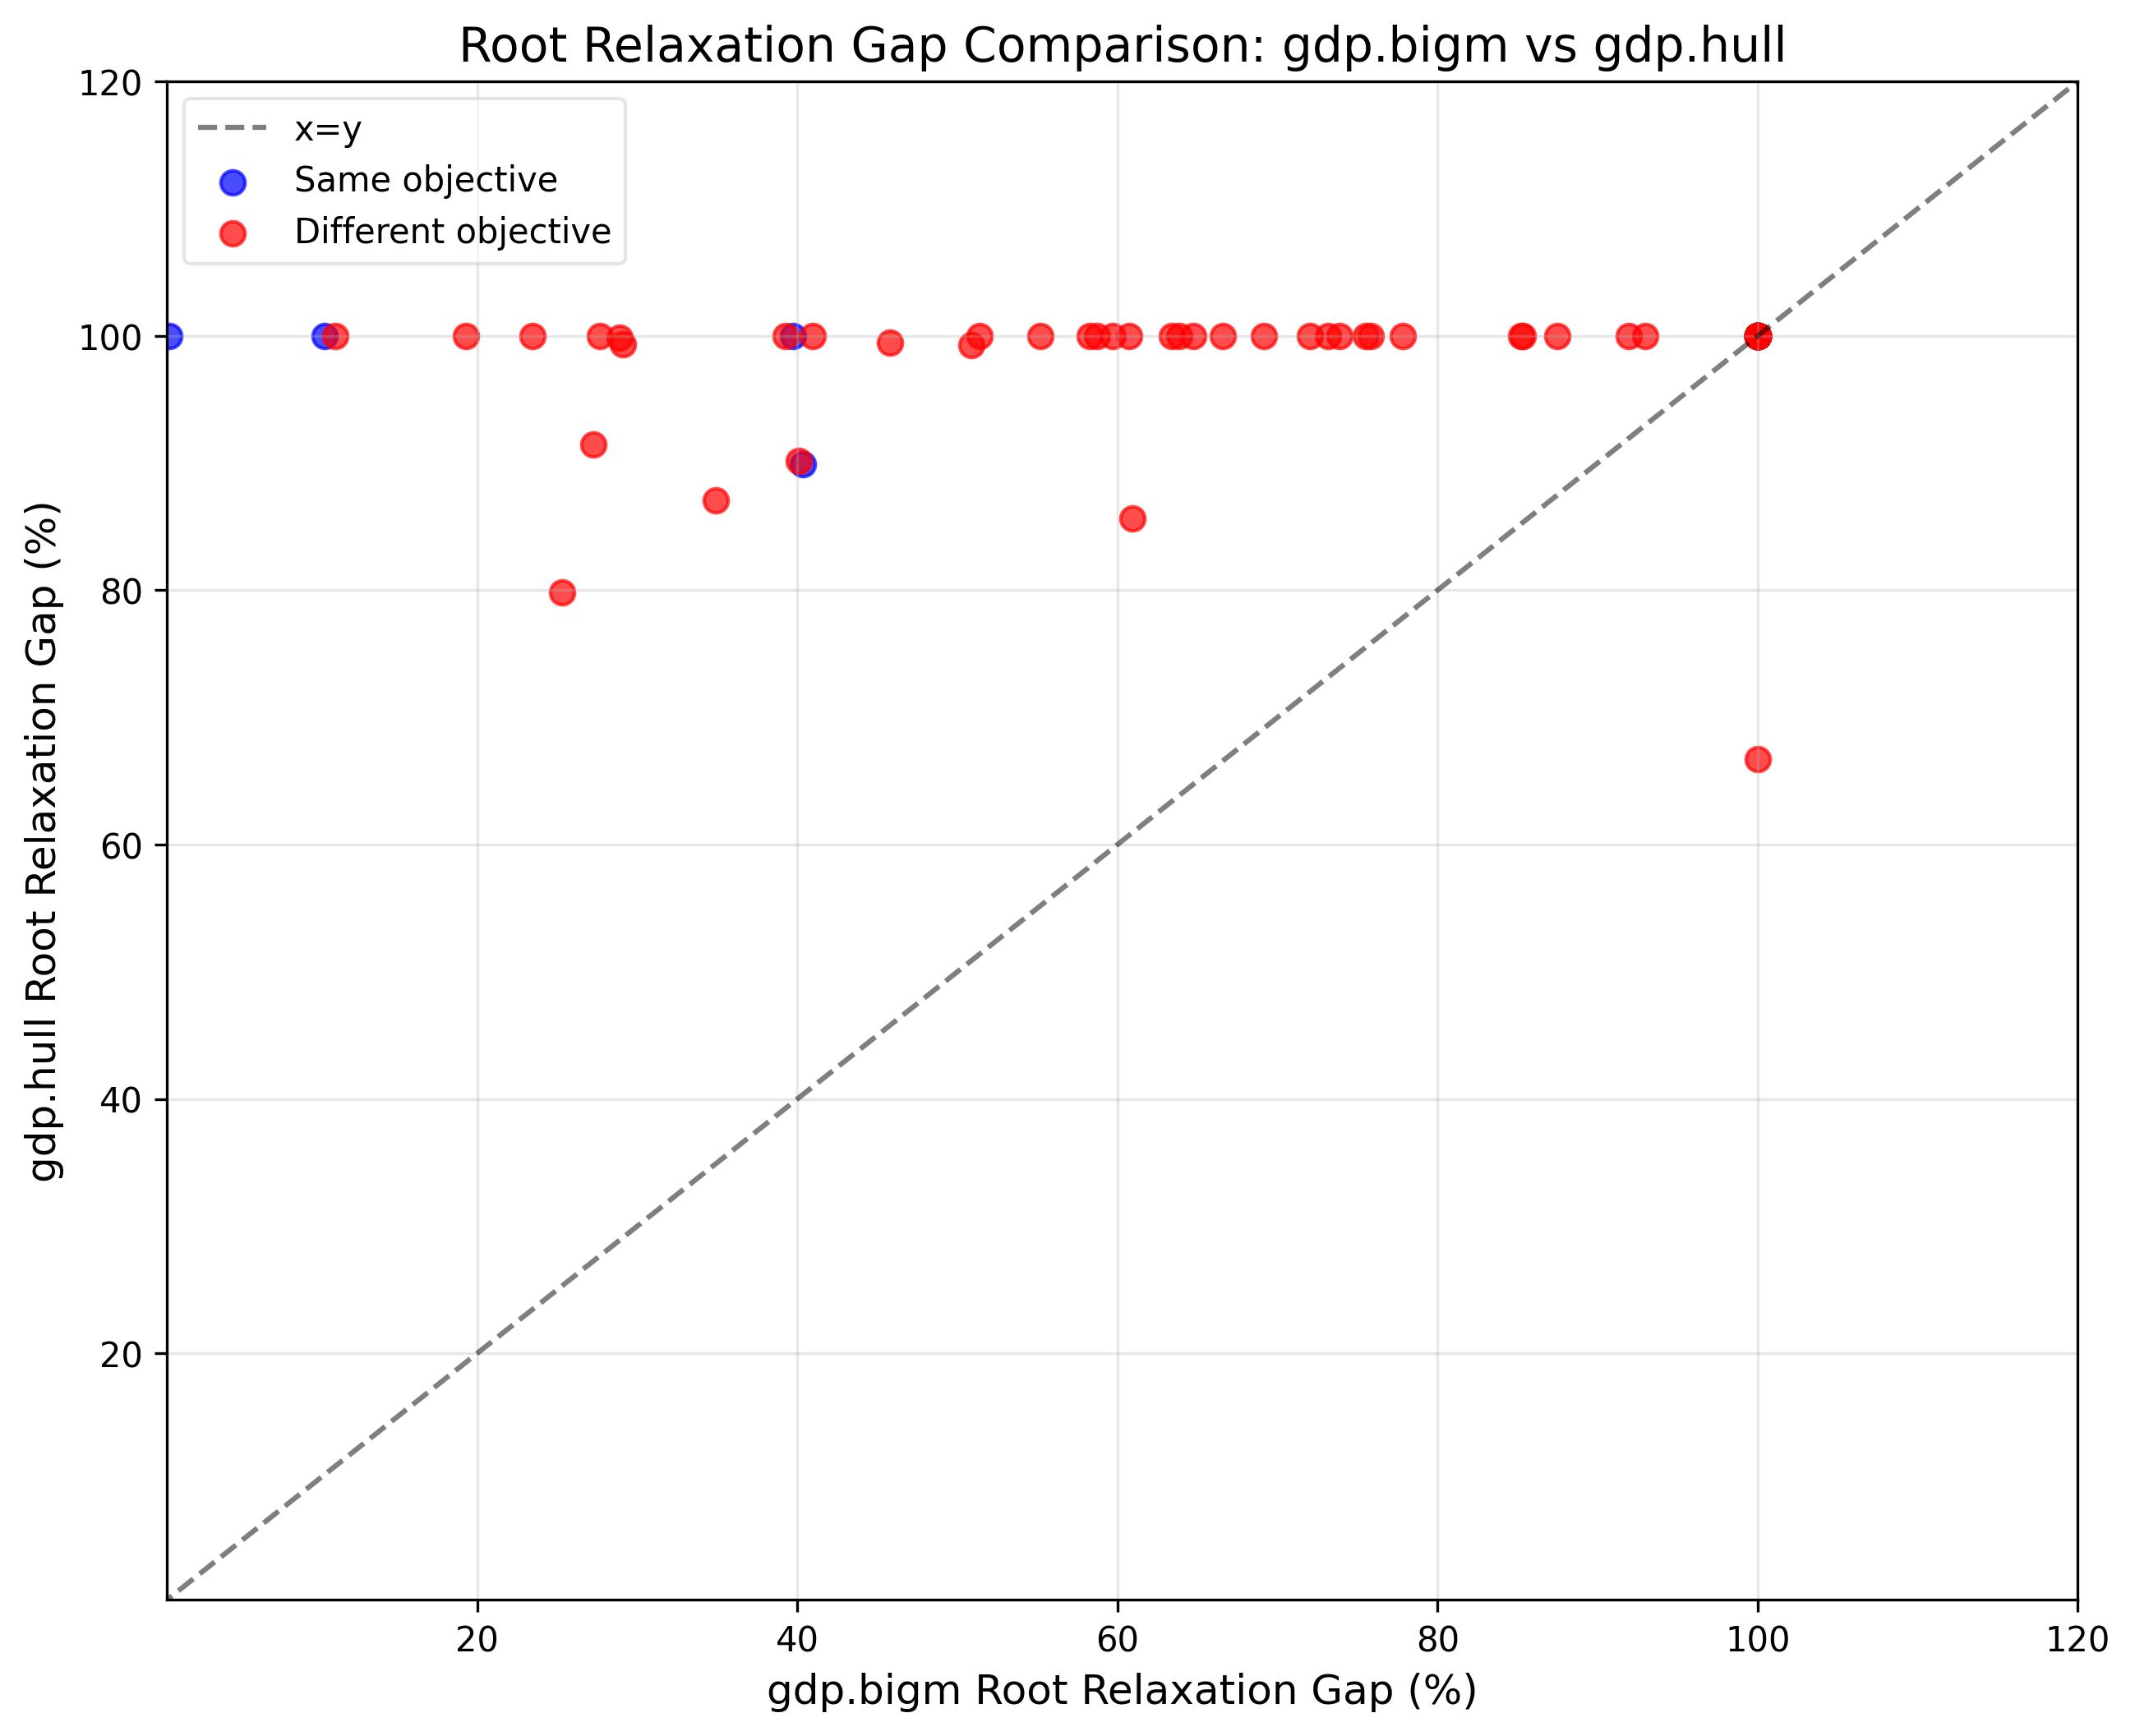 Root Relaxation Gap Comparison: gdp.bigm vs gdp.hull
x=y
Same objective
Different objective
gdp.hull Root Relaxation Gap (%)
120
100
80
60
40
20
20
40
60
80
100
120
gdp.bigm Root Relaxation Gap (%)